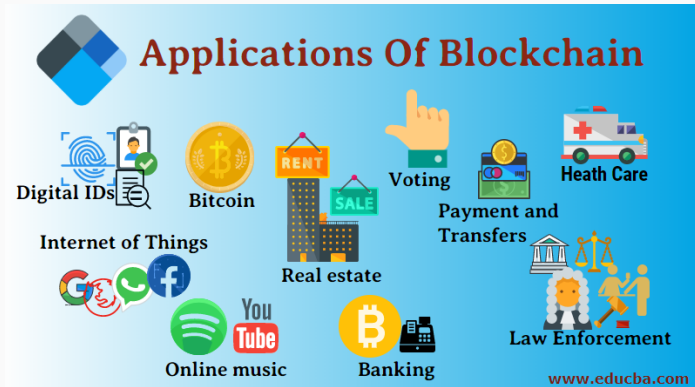 Applications Of Blockchain
Digital IDs
Bitcoin
RENT
SALE
Real estate
Voting
Payment and
Transfers
Heath Care
Internet of Things
G
f
You
Tube
Online music
Banking
Law Enforcement
www.educba.com